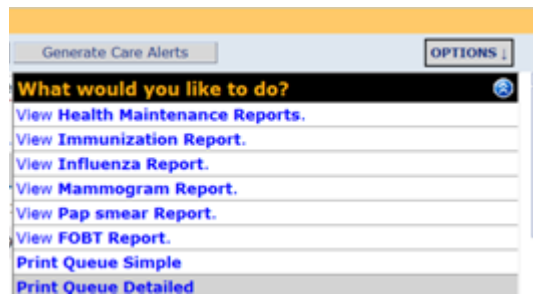 Generate Care Alerts
OPTIONS ↓
What would you like to do?
View Health Maintenance Reports.
View Immunization Report.
View Influenza Report.
View Mammogram Report.
View Pap smear Report.
View FOBT Report.
Print Queue Simple
Print Queue Detailed